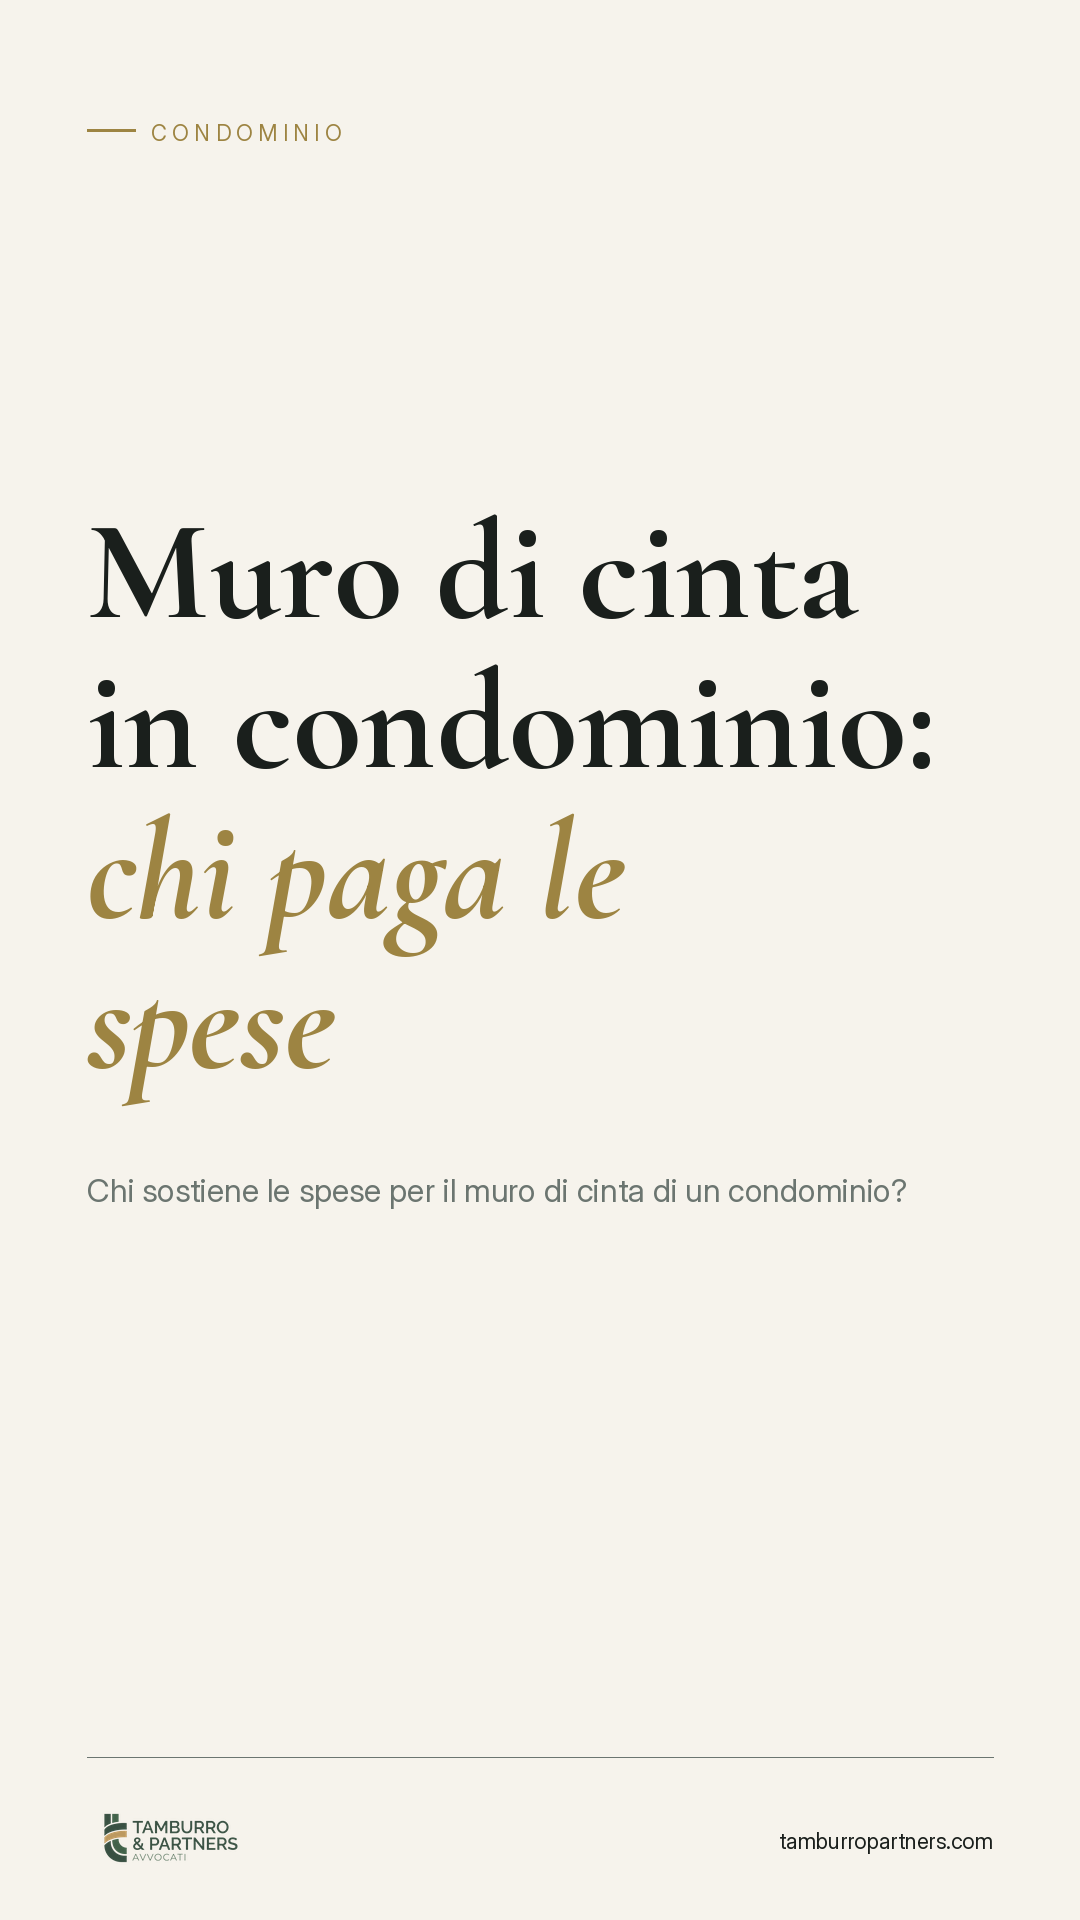 CONDOMINIO
Muro di cinta
in condominio:
chi paga le
spese
Chi sostiene le spese per il muro di cinta di un condominio?
TAMBURRO
& PARTNERS
AVVOCATI
tamburropartners.com